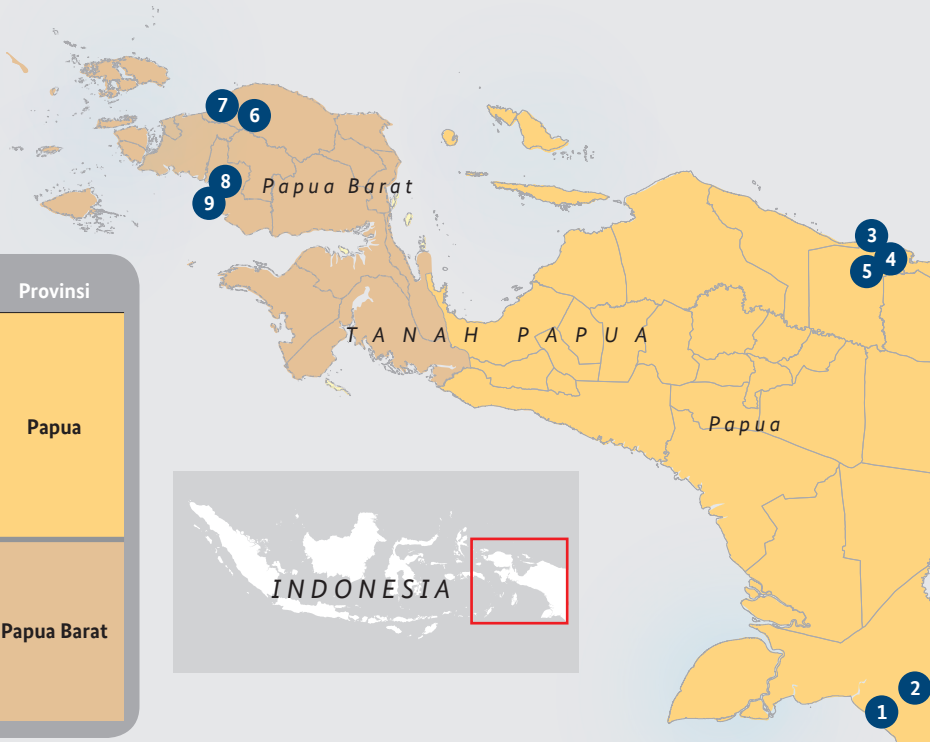 7
6
8
Papua Barat
9
3
4
5
Provinsi
TANAH PAPUA
Papua
Papua
INDONESIA
Papua Barat
2
1